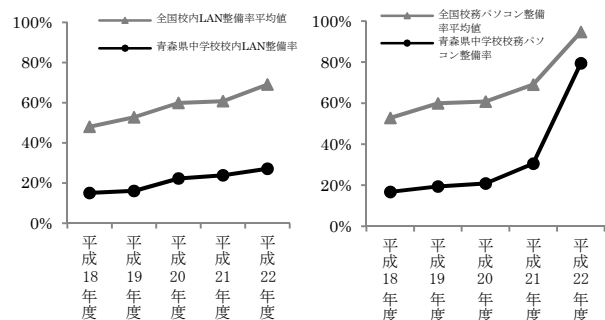 100%
80%
60%
40%
20%
0%
全国校内LAN整備率平均値
青森県中学校校内LAN整備率
平成18年度
平成19年度
平成20年度
平成21年度
平成22年度
100%
80%
60%
40%
20%
0%
全国校務パソコン整備
率平均値
青森県中学校校務パソ
コン整備率
平成18年度
平成19年度
平成20年度
平成21年度
平成22年度